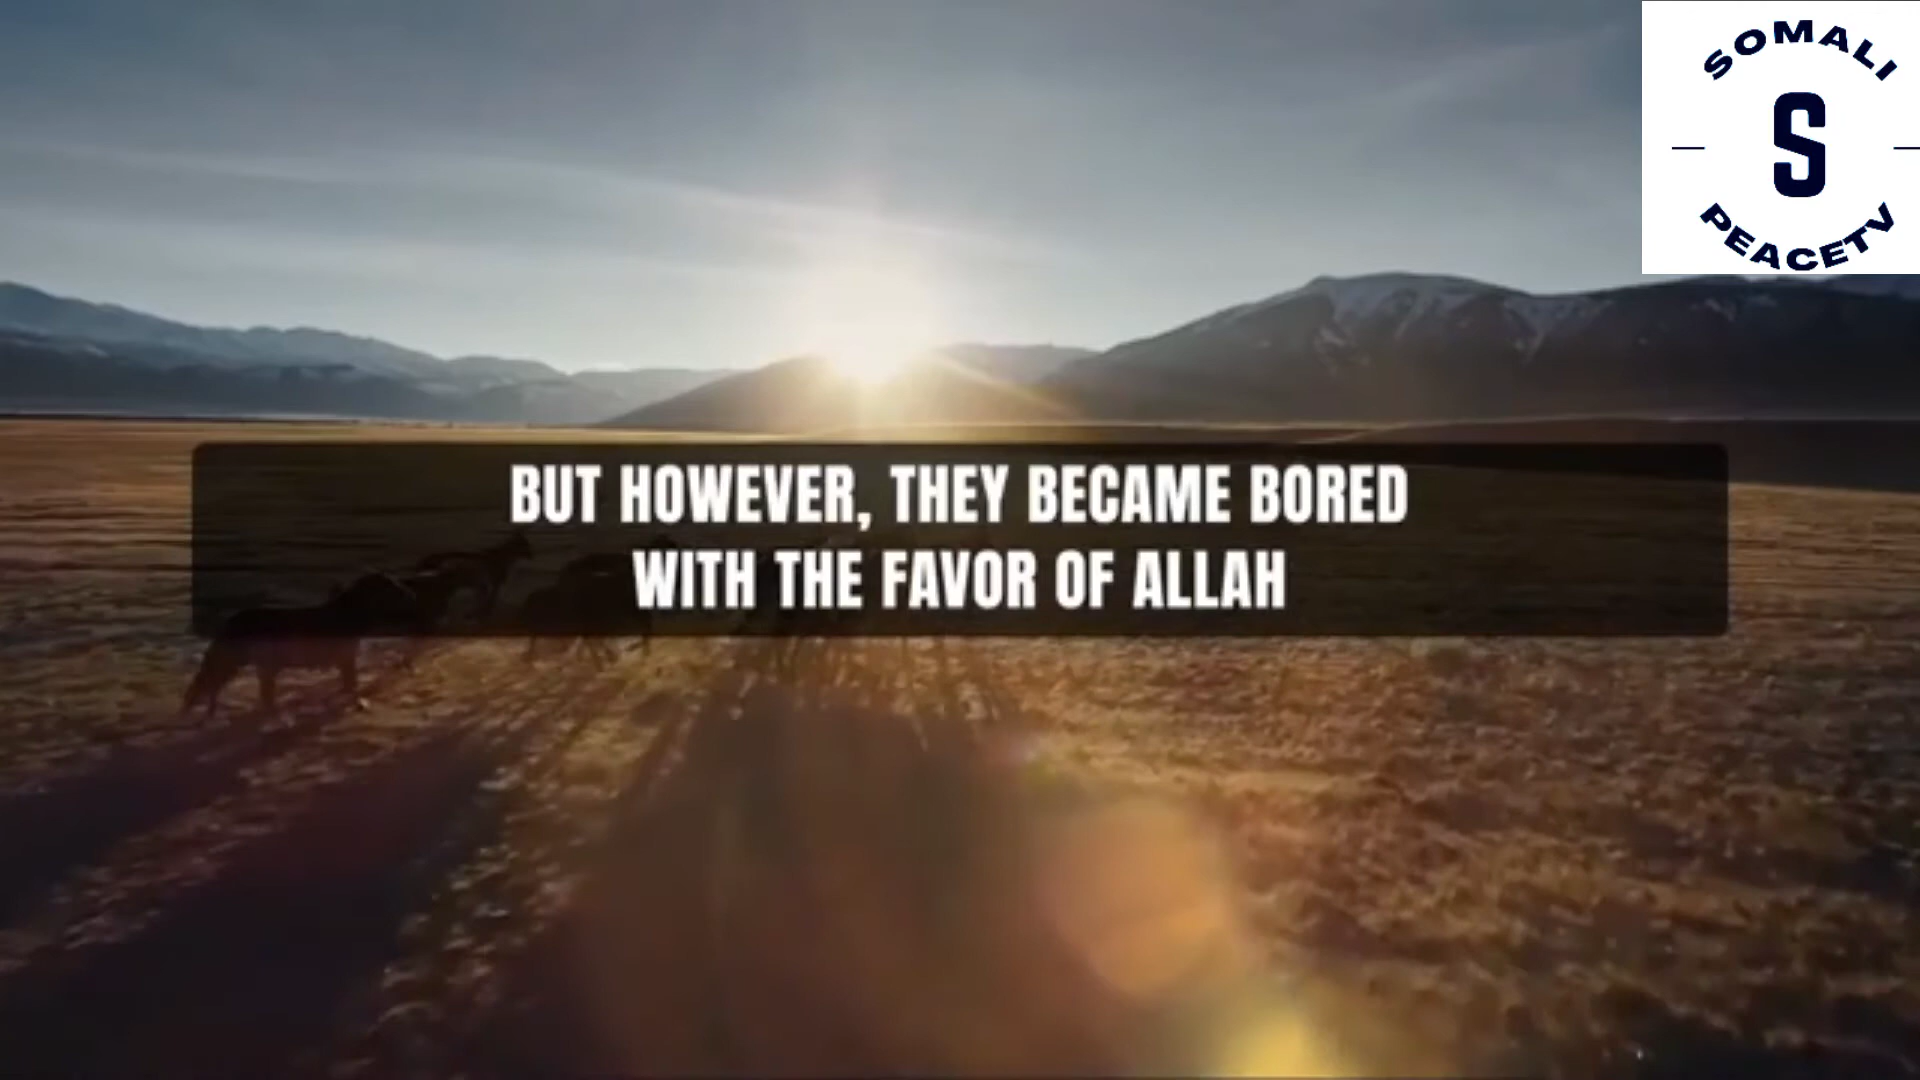 SOMALI
S
PEACETV
BUT HOWEVER, THEY BECAME BORED
WITH THE FAVOR OF ALLAH